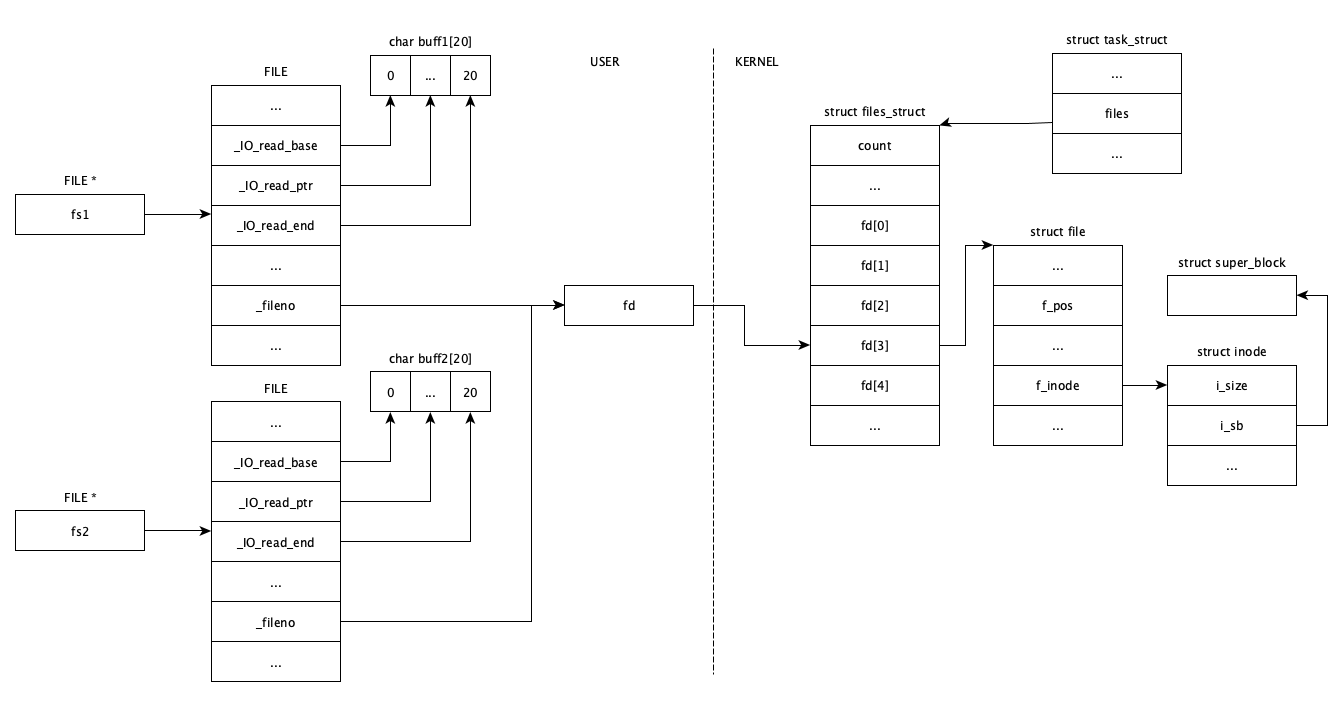 char buff1[20]
0 ... 20
FILE
...
_IO_read_base
_IO_read_ptr
_IO_read_end
...
_fileno
...
FILE *
fs1
char buff2[20]
0 ... 20
FILE
...
_IO_read_base
_IO_read_ptr
_IO_read_end
...
_fileno
...
FILE *
fs2
USER
fd
KERNEL
struct files_struct
count
...
fd[0]
fd[1]
fd[2]
fd[3]
fd[4]
...
struct task_struct
...
files
...
struct file
...
f_pos
...
f_inode
...
struct super_block
struct inode
i_size
i_sb
...